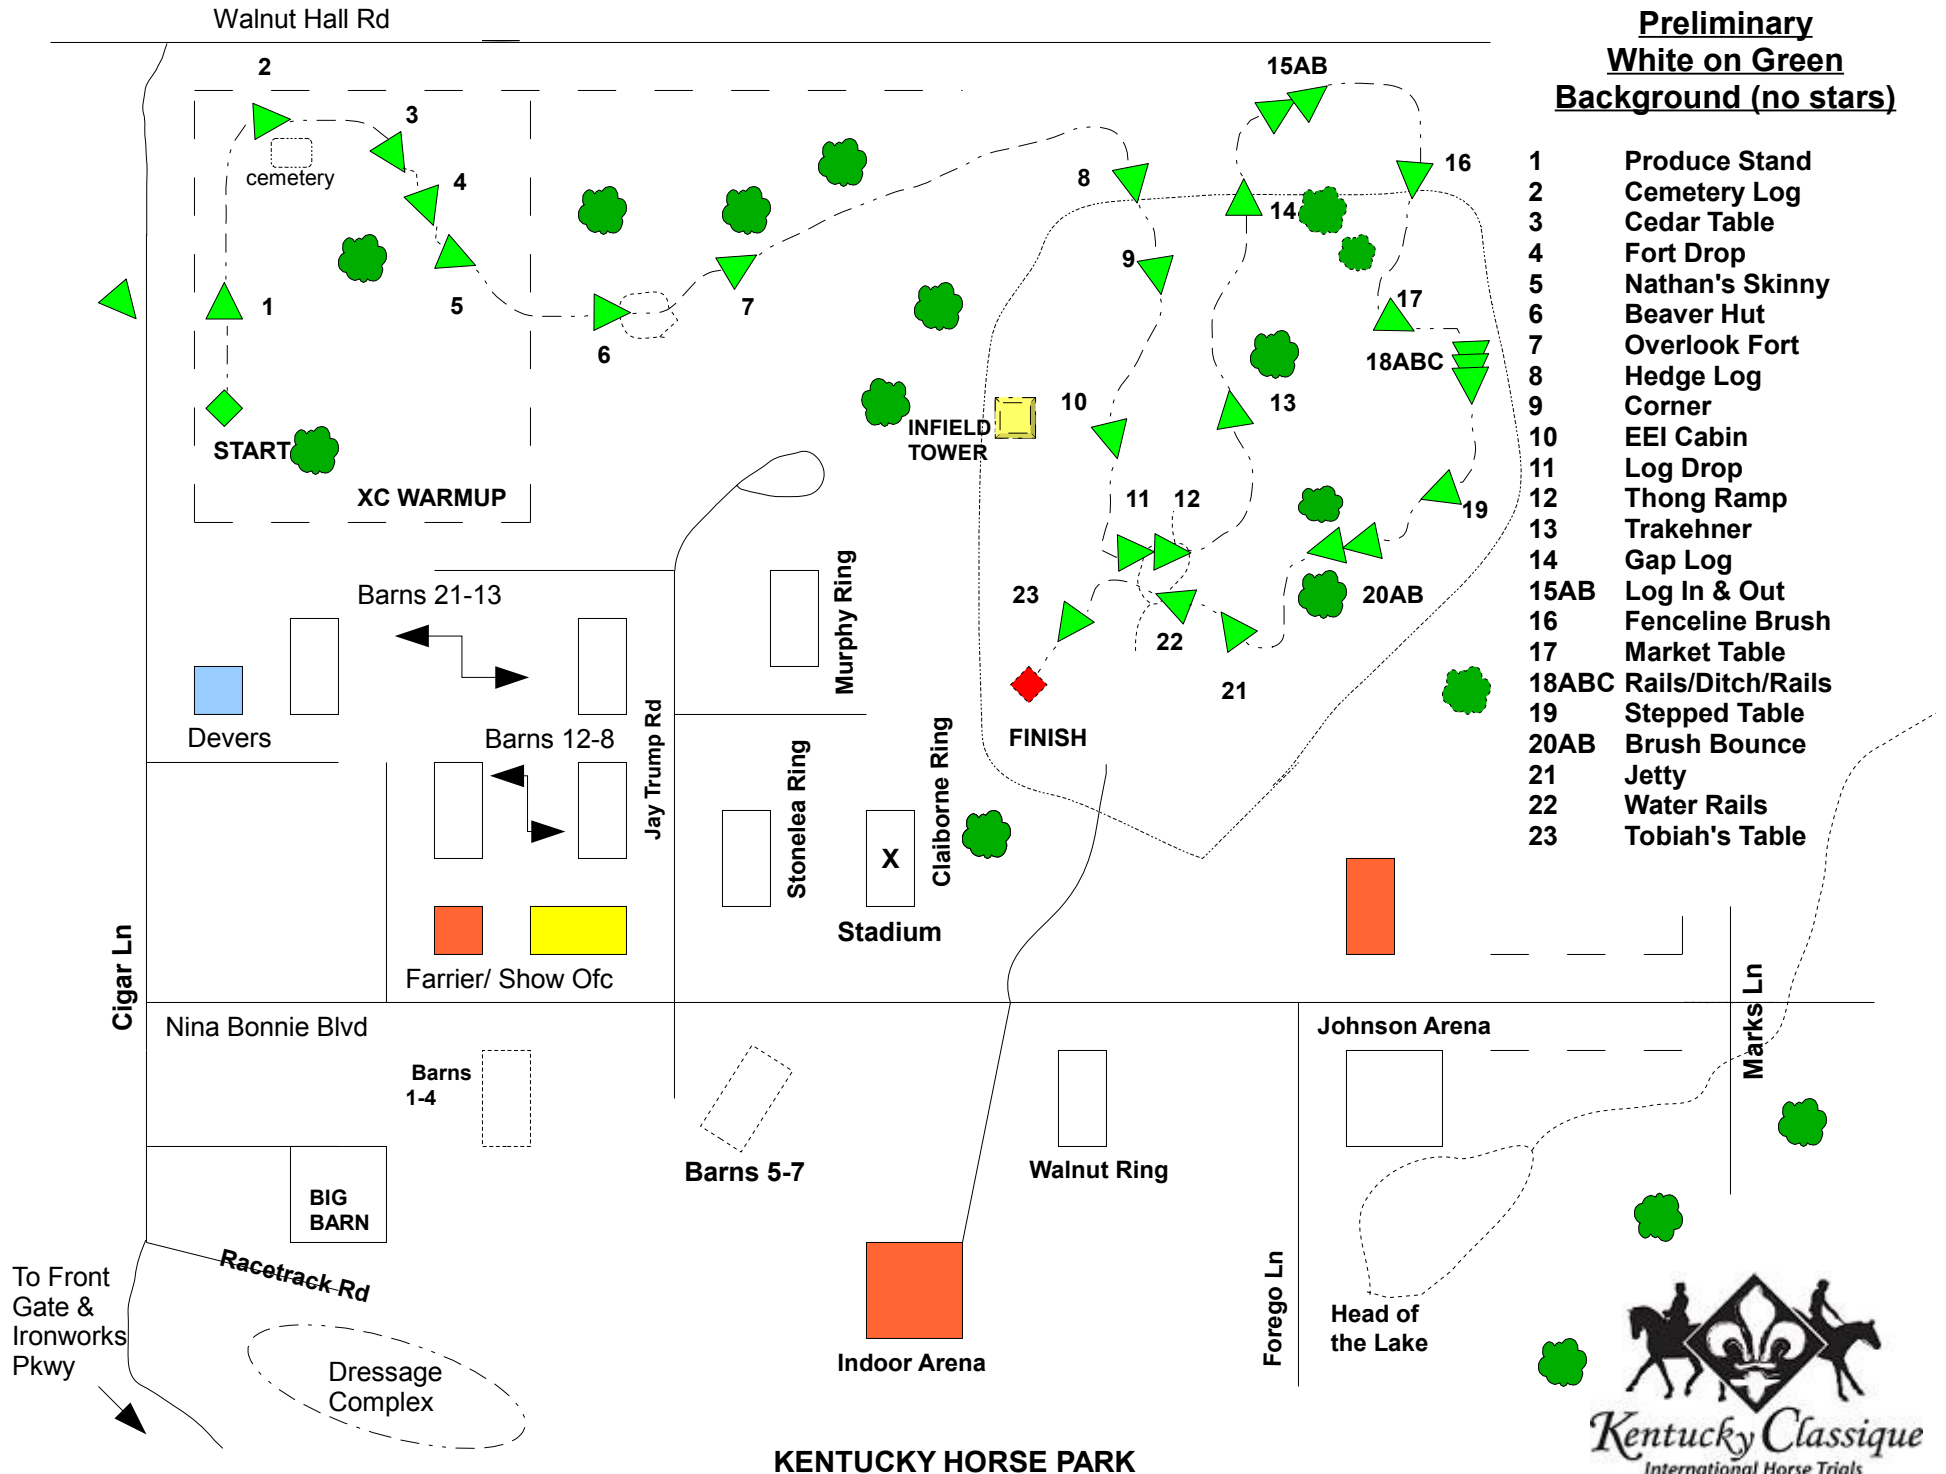 Walnut Hall Rd
Preliminary
White on Green
Background (no stars)
2
15AB
3
cemetery
4
8
16
1
5
6
7
14
9
17
18ABC
START
XC WARMUP
INFIELD
TOWER
10
13
11
12
19
20AB
23
22
21
FINISH
1 Produce Stand
2 Cemetery Log
3 Cedar Table
4 Fort Drop
5 Nathan's Skinny
6 Beaver Hut
7 Overlook Fort
8 Hedge Log
9 Corner
10 EEI Cabin
11 Log Drop
12 Thong Ramp
13 Trakehner
14 Gap Log
15AB Log In & Out
16 Fenceline Brush
17 Market Table
18ABC Rails/Ditch/Rails
19 Stepped Table
20AB Brush Bounce
21 Jetty
22 Water Rails
23 Tobiah's Table
Barns 21-13
Murphy Ring
Devers
Barns 12-8
Jay Trump Rd
Stonelea Ring
Claiborne Ring
X
Stadium
Cigar Ln
Farrier/ Show Ofc
Nina Bonnie Blvd
Johnson Arena
Marks Ln
Barns
1-4
Barns 5-7
Walnut Ring
BIG
BARN
Racetrack Rd
To Front
Gate &
Ironworks
Pkwy
Dressage
Complex
Indoor Arena
Forego Ln
Head of
the Lake
KENTUCKY HORSE PARK
Kentucky Classique
International Horse Trials